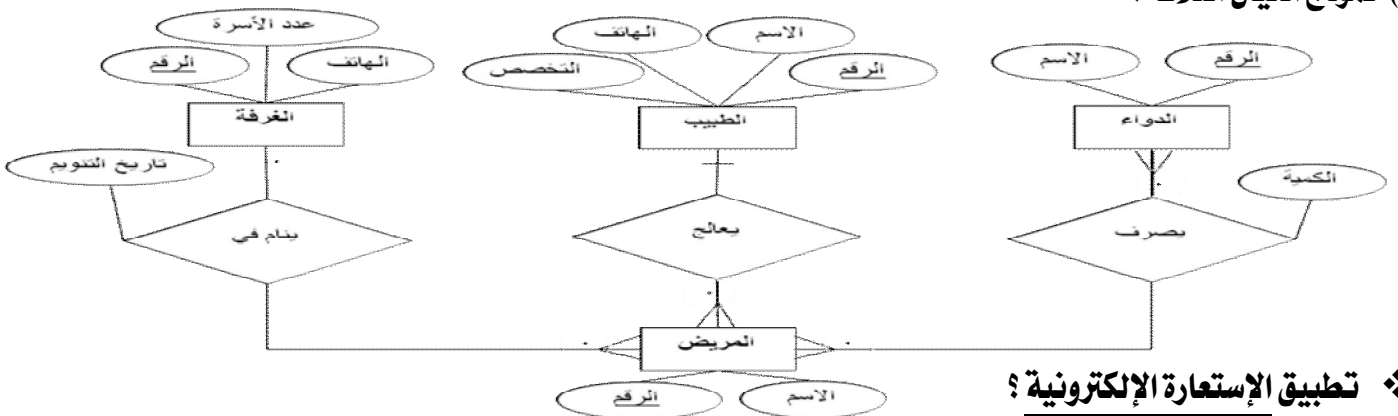 عدد الأسرة
الرقم
الهاتف
الغرفة
تاريخ التنويم
ينام في
الهاتف
الاسم
التخصص
الرقم
الطبيب
يعالج
الاسم
الرقم
الدواء
الكمية
يصرف
المريض
الرقم
الاسم
تطبيق الإستعارة الإلكترونية ؟